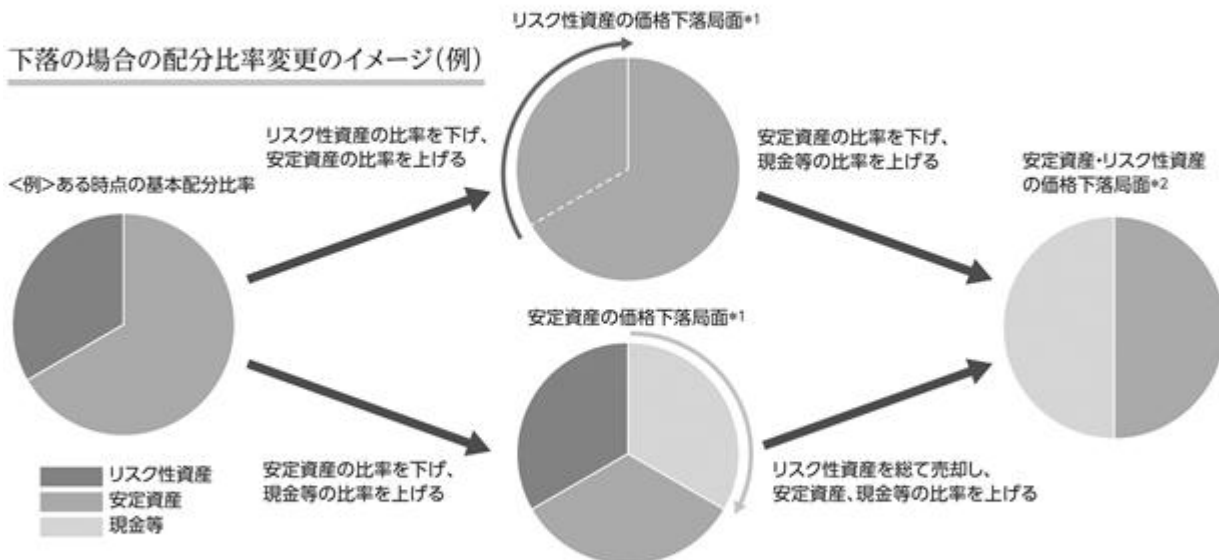 下落の場合の配分比率変更のイメージ(例)
リスク性資産の価格下落局面*1
リスク性資産の比率を下げ、
安定資産の比率を上げる
安定資産の比率を下げ、
現金等の比率を上げる
<例>ある時点の基本配分比率
安定資産・リスク性資産
の価格下落局面*2
安定資産の価格下落局面*1
リスク性資産
安定資産
現金等
安定資産の比率を下げ、
現金等の比率を上げる
リスク性資産を総て売却し、
安定資産、現金等の比率を上げる